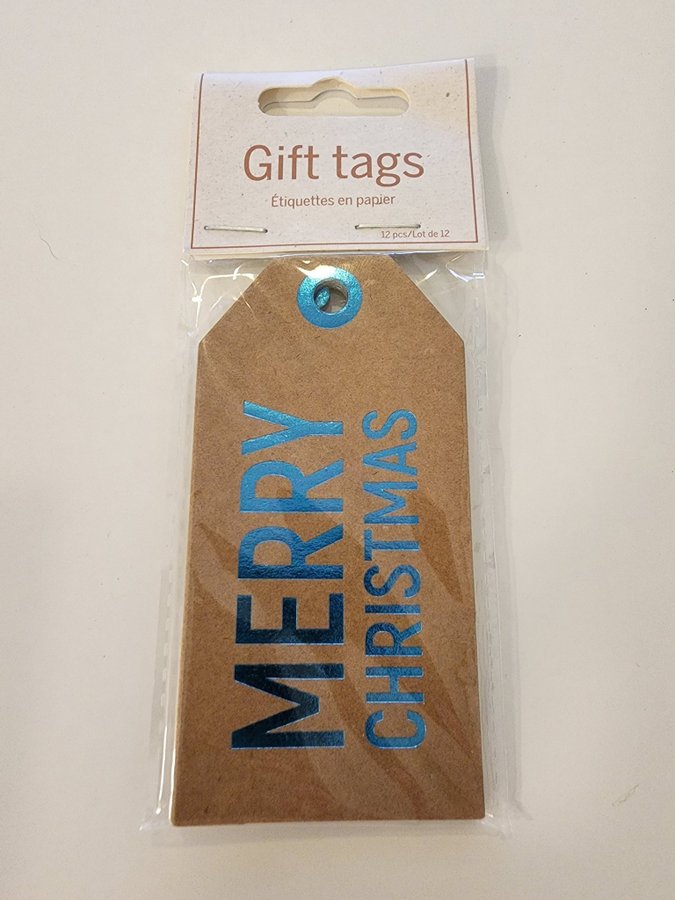 Gift tags
Étiquettes en papier
12 pcs/Lot de 12
MERRY
CHRISTMAS